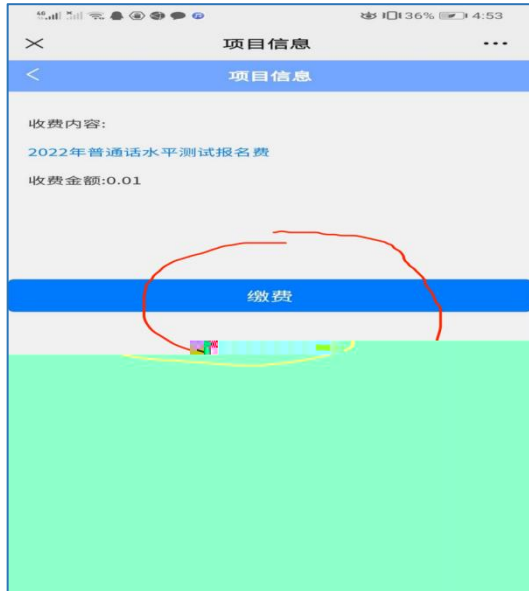 46 36% 4:53
项目信息
项目信息
收费内容:
2022年普通话水平测试报名费
收费金额:0.01
缴费